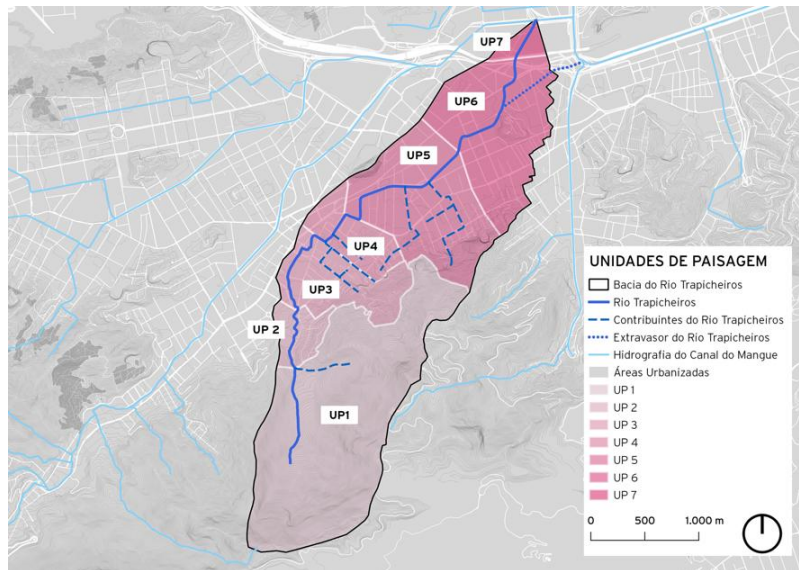 UP7
UP6
UP5
UP4
UP3
UP 2
UP1
UNIDADES DE PAISAGEM
Bacia do Rio Trapicheiros
Rio Trapicheiros
Contribuíntes do Rio Trapicheiros
Extravasor do Rio Trapicheiros
Hidrografia do Canal do Mangue
Áreas Urbanizadas
UP 1
UP 2
UP 3
UP 4
UP 5
UP 6
UP 7
0 500 1.000 m